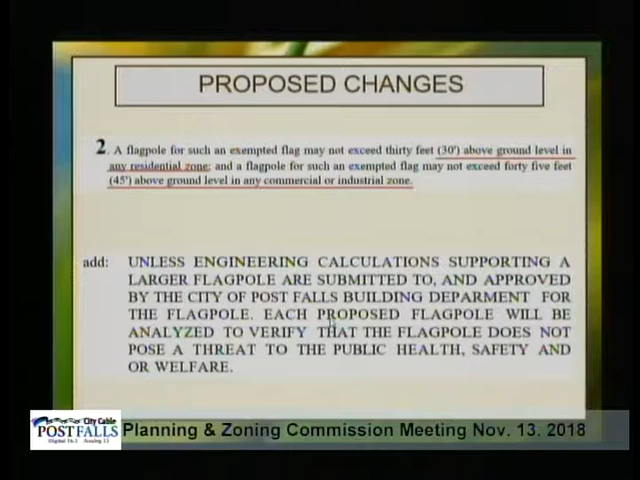 PROPOSED CHANGES
2. A flagpole for such an exempted flag may not exceed thirty feet (30') above ground level in
any residential zone; and a flagpole for such an exempted flag may not exceed forty five feet
(45') above ground level in any commercial or industrial zone.
add: UNLESS ENGINEERING CALCULATIONS SUPPORTING A
LARGER FLAGPOLE ARE SUBMITTED TO, AND APPROVED
BY THE CITY OF POST FALLS BUILDING DEPARMENT FOR
THE FLAGPOLE. EACH PROPOSED FLAGPOLE WILL BE
ANALYZED TO VERIFY THAT THE FLAGPOLE DOES NOT
POSE A THREAT TO THE PUBLIC HEALTH, SAFETY AND
OR WELFARE.
City Cable
POST FALLS
Digital 16.1 Analog 13
Planning & Zoning Commission Meeting Nov. 13. 2018